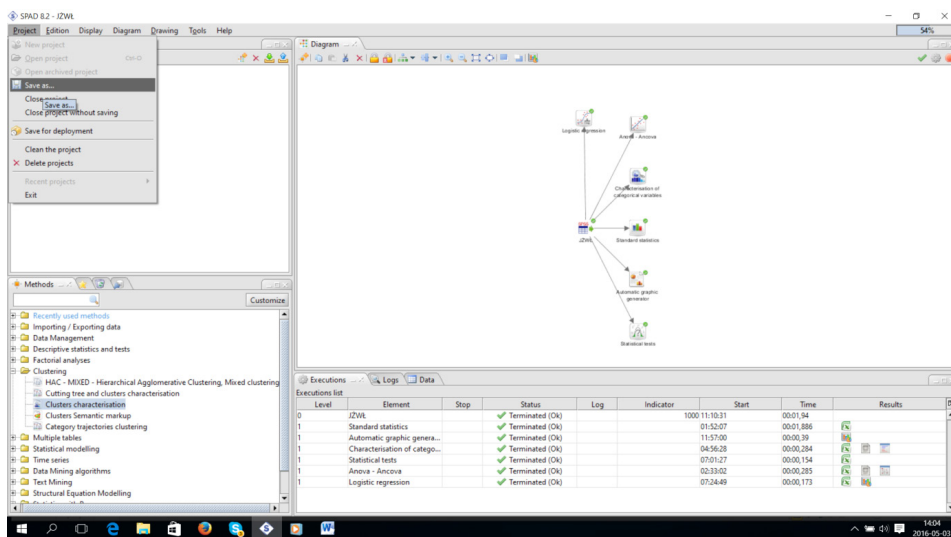 SPAD 8.2 - JŻWŁ
Project Edition Display Diagram Drawing Tools Help
54%
New project
Open project Ctrl-O
Open archived project
Save as...
Close project
Save as...
Close project without saving
Save for deployment
Clean the project
Delete projects
Recent projects
Exit
Diagram
Logistic regression
Anova - Ancova
Characterisation of
categorical variables
JŻWŁ
Standard statistics
Automatic graphic
generator
Statistical tests
Methods
Customize
Recently used methods
Importing / Exporting data
Data Management
Descriptive statistics and tests
Factorial analyses
Clustering
HAC - MIXED - Hierarchical Agglomerative Clustering, Mixed clustering
Cutting tree and clusters characterisation
Clusters characterisation
Clusters Semantic markup
Category trajectories clustering
Multiple tables
Statistical modelling
Time series
Data Mining algorithms
Text Mining
Structural Equation Modelling
Executions Logs Data
Executions list
Level Element Stop Status Log Indicator Start Time Results
0 JŻWŁ Terminated (Ok) 1000 11:10:31 00:01,94
1 Standard statistics Terminated (Ok) 01:52:07 00:01,886
1 Automatic graphic genera... Terminated (Ok) 11:57:00 00:00,39
1 Characterisation of catego... Terminated (Ok) 04:56:28 00:00,284
1 Statistical tests Terminated (Ok) 07:01:27 00:00,154
1 Anova - Ancova Terminated (Ok) 02:33:02 00:00,285
1 Logistic regression Terminated (Ok) 07:24:49 00:00,173
14:04
2016-05-03